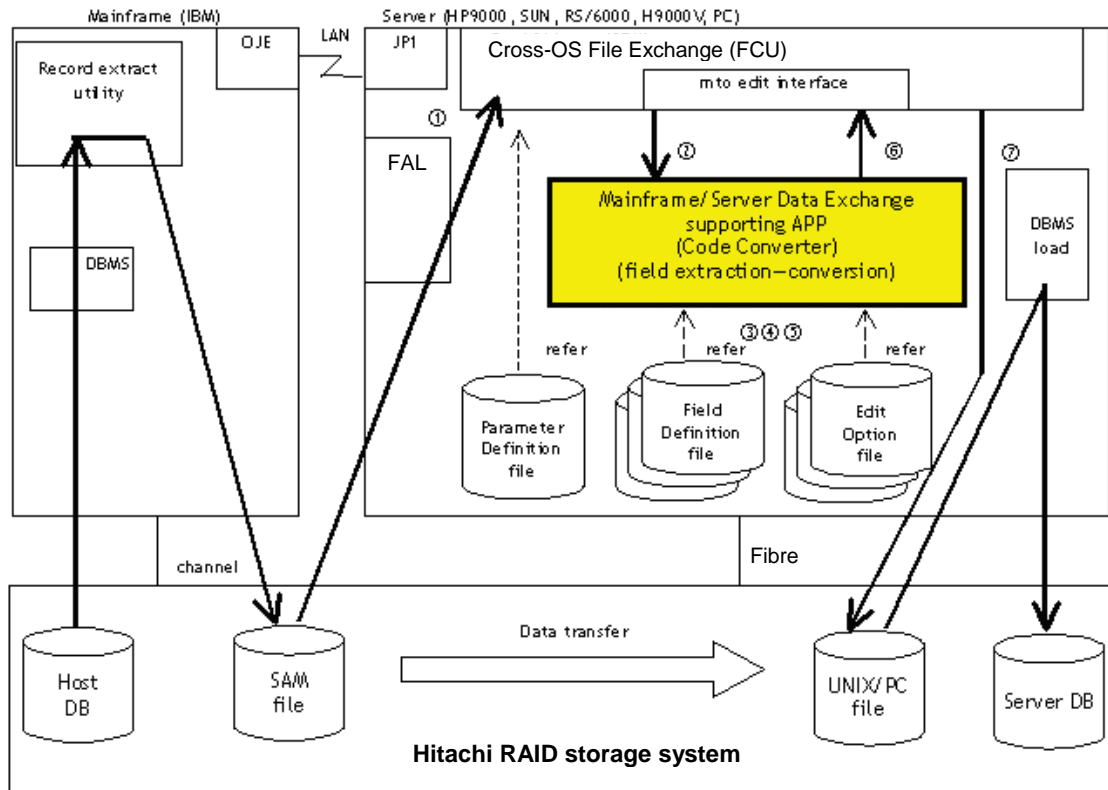 Mainframe (IBM)
Server (HP9000 , SUN , RS/6000 , H9000V, PC)
OJE
LAN
JP1
Cross-OS File Exchange (FCU)
mto edit interface
Record extract
utility
①
②
⑥
⑦
FAL
Mainframe/Server Data Exchange
supporting APP
(Code Converter)
(field extraction−conversion)
DBMS
DBMS
load
③④⑤
refer
refer
refer
Parameter
Definition
file
Field
Definition
file
Edit
Option
file
channel
Fibre
Data transfer
Host
DB
SAM
file
UNIX/PC
file
Server DB
Hitachi RAID storage system